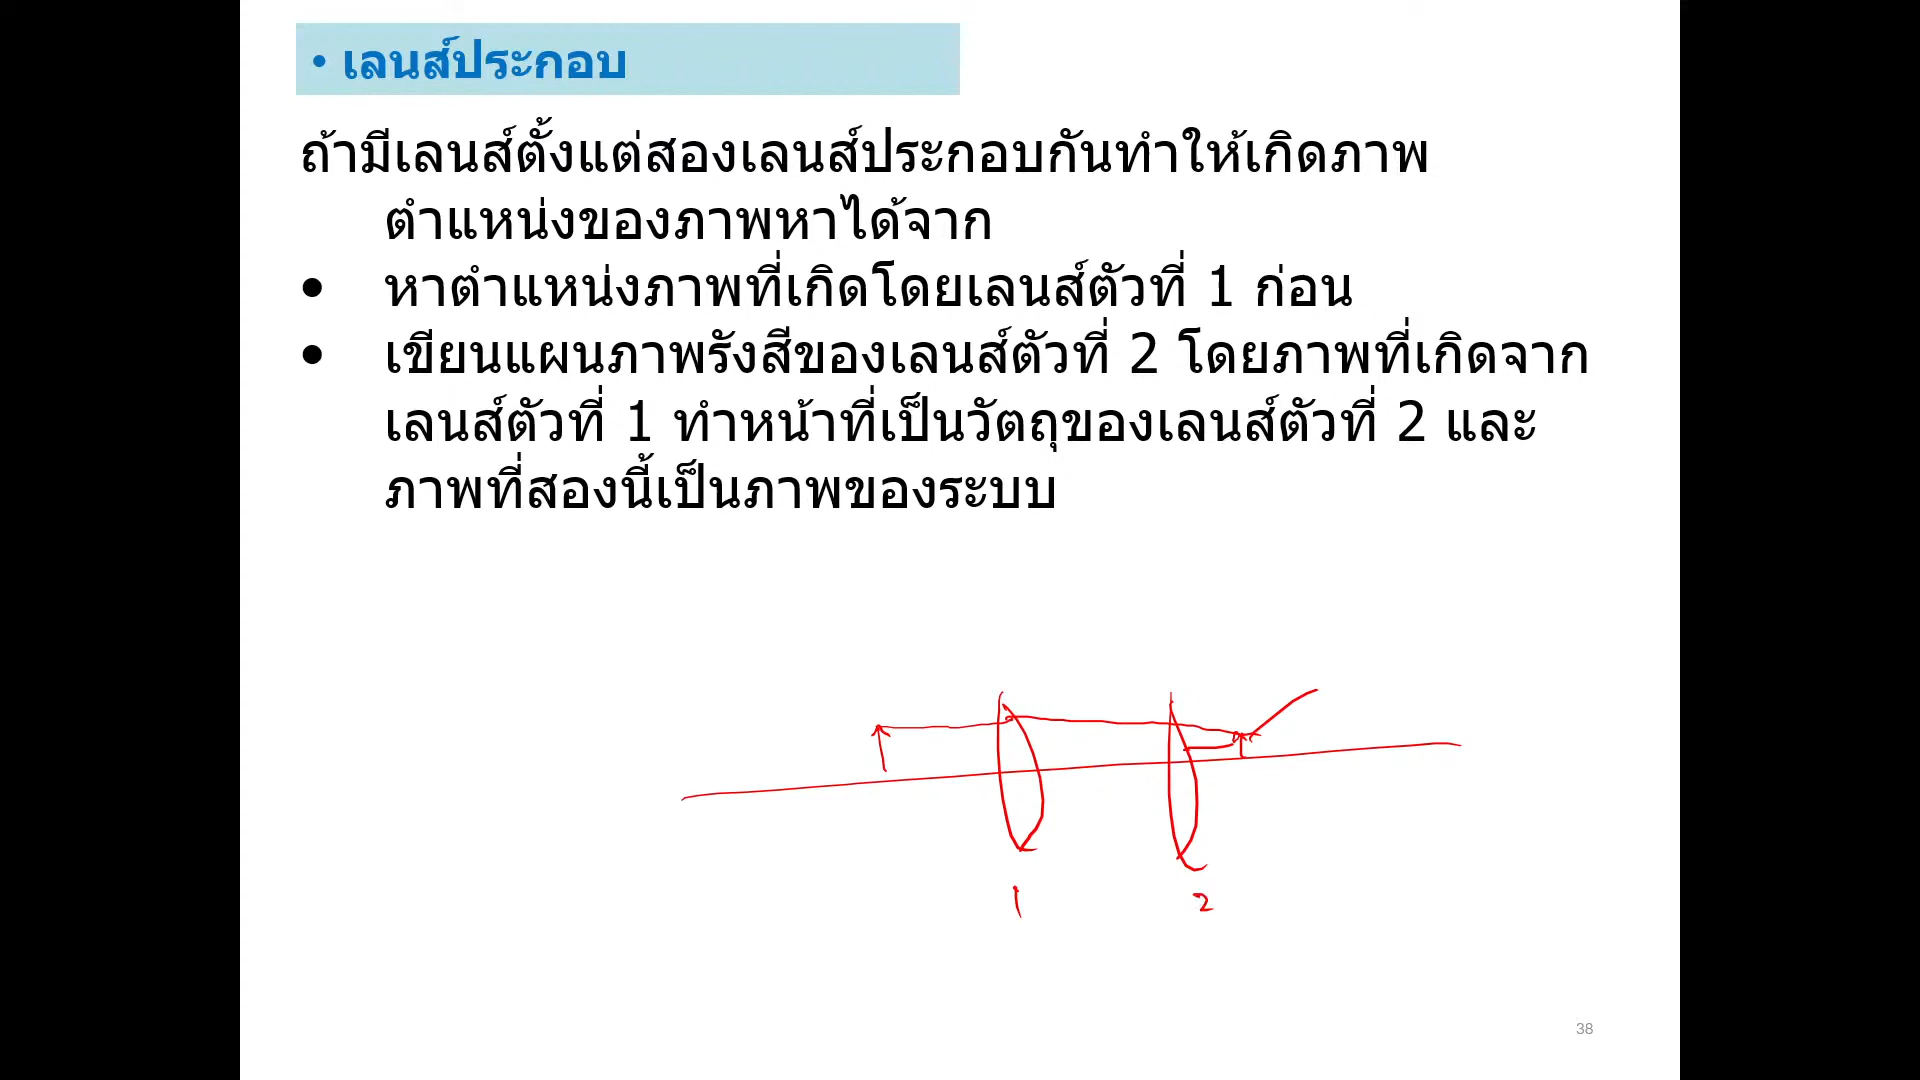 • เลนส์ประกอบ
ถ้ามีเลนส์ตั้งแต่สองเลนส์ประกอบกันทำให้เกิดภาพ
ตำแหน่งของภาพหาได้จาก
• หาตำแหน่งภาพที่เกิดโดยเลนส์ตัวที่ 1 ก่อน
• เขียนแผนภาพรังสีของเลนส์ตัวที่ 2 โดยภาพที่เกิดจาก
เลนส์ตัวที่ 1 ทำหน้าที่เป็นวัตถุของเลนส์ตัวที่ 2 และ
ภาพที่สองนี้เป็นภาพของระบบ
1 2
38